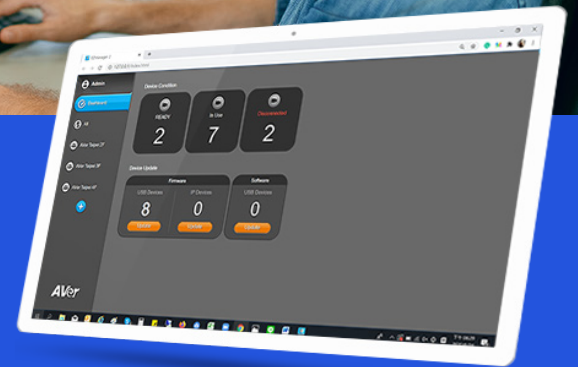 Admin
Dashboard
All
AVer Taipei 2F
AVer Taipei 3F
AVer Taipei 4F
AVer
Device Condition
READY
2
In Use
7
Disconnected
2
Device Update
Firmware
Software
USB Devices
IP Devices
USB Devices
8
0
0
Update
Update
Update